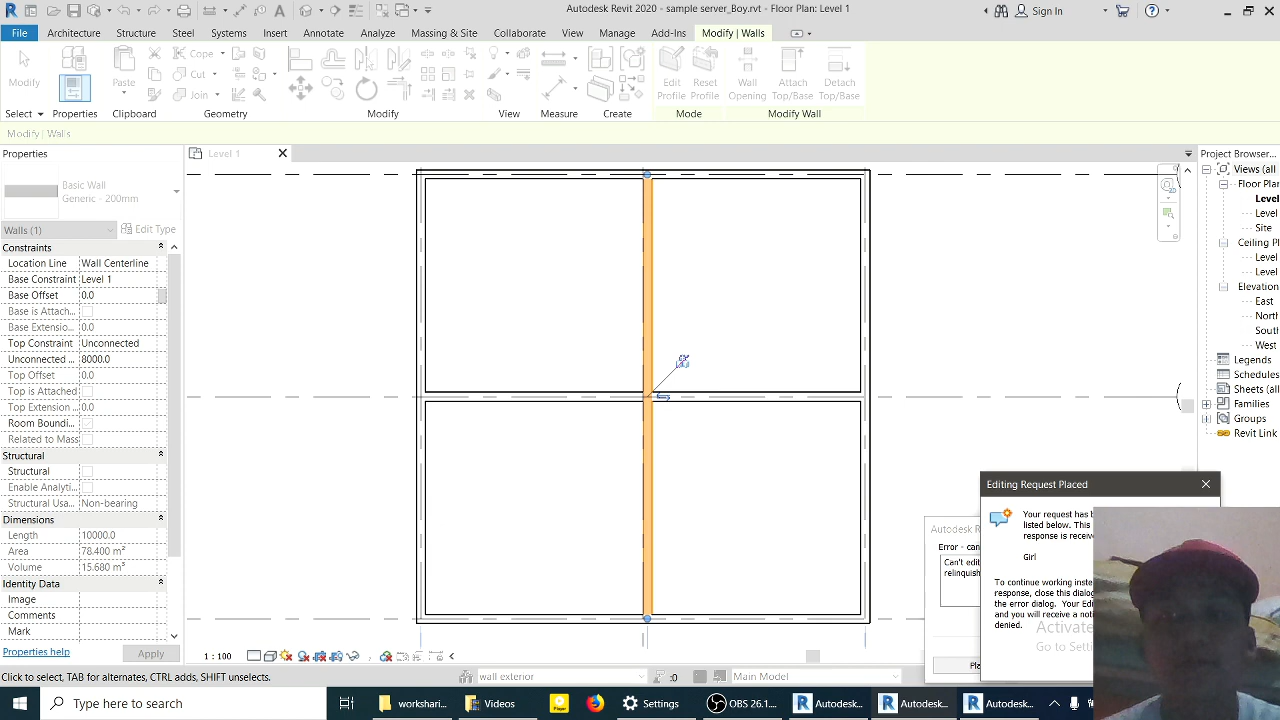 Autodesk Revit 2020 - sample server_Boy.rvt - Floor Plan: Level 1
Sign In
File Architecture Structure Steel Systems Insert Annotate Analyze Massing & Site Collaborate View Manage Add-Ins Modify | Walls
Modify
Paste
Cope
Cut
Join
Edit Profile
Reset Profile
Wall Opening
Attach Top/Base
Detach Top/Base
Select Properties Clipboard Geometry Modify View Measure Create Mode Modify Wall
Modify | Walls
Properties
Level 1
Project Browser...
Basic Wall
Generic - 200mm
Walls (1)
Edit Type
Constraints
Location Line Wall Centerline
Base Constraint Level 1
Base Offset 0.0
Base is Attach...
Base Extensio... 0.0
Top Constraint Unconnected
Unconnected ... 8000.0
Top Offset 0.0
Top is Attached
Top Extension ... 0.0
Room Boundi...
Related to Mass
Structural
Structural
Enable Analyti...
Structural Usa... Non-bearing
Dimensions
Length 10000.0
Area 78.400 m²
Volume 15.680 m³
Identity Data
Image
Comments
Mark
Properties help
Apply
Views (all
Floor Plan
Level
Level
Site
Ceiling Pl
Level
Level
Elevation
East
Nort
Sout
West
Legends
Schedules
Sheets (all
Families
Groups
Revit Link
Autodesk R
Error - can
Can't edit
relinquish
Pla
Editing Request Placed
Your request has b
listed below. This
response is receiv
Girl
To continue working inste
response, close this dialog
the error dialog. Your Edi
and you will receive a not
denied.
Activate
Go to Setti
1 : 100
Click to select, TAB for alternates, CTRL adds, SHIFT unselects.
wall exterior
:0
Main Model
Type here to search
workshari...
Videos
Player
Settings
OBS 26.1....
Autodesk...
Autodesk...
Autodesk...